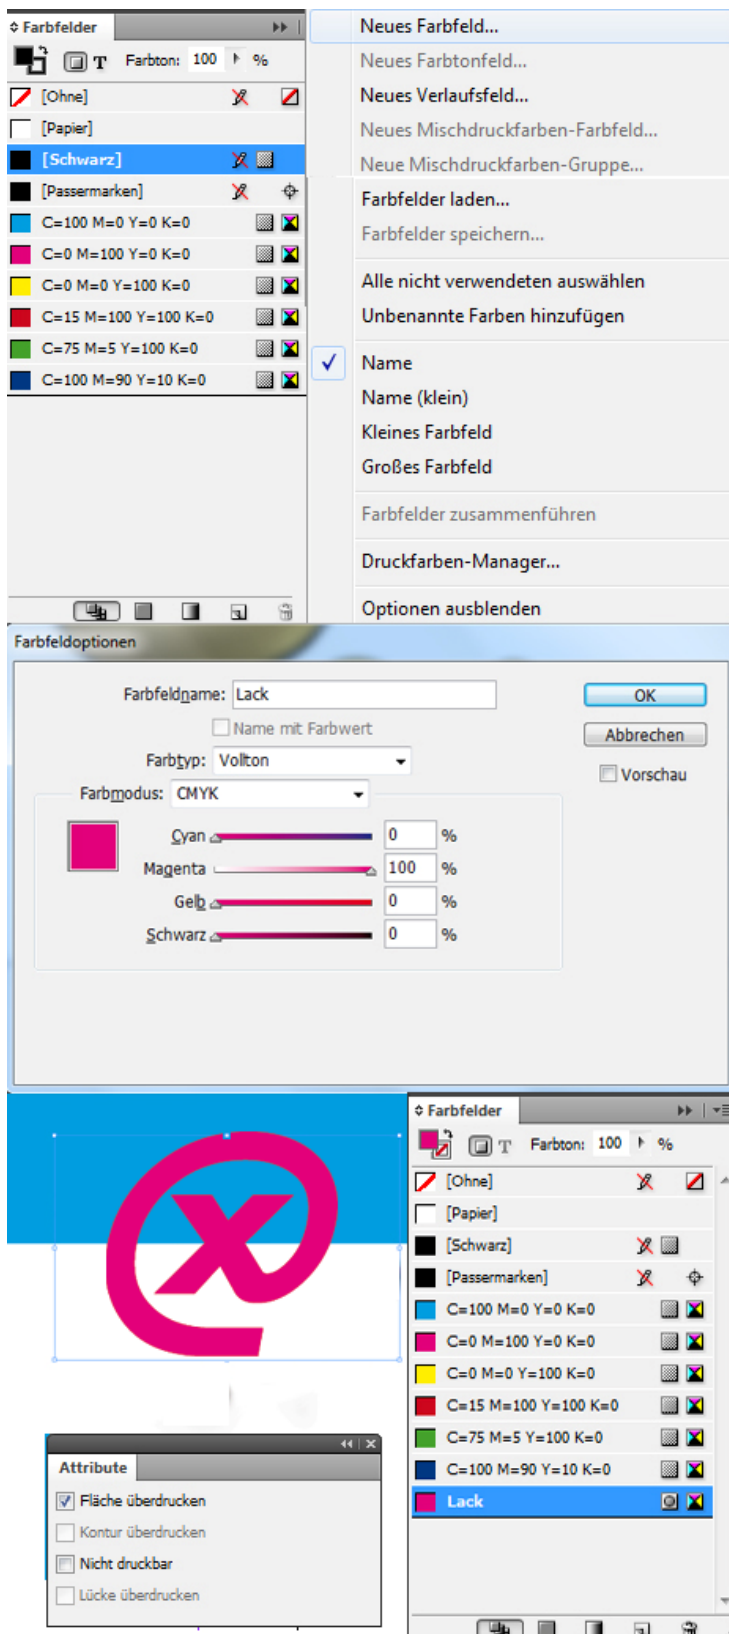 Farbfelder
Farbton: 100 %
[Ohne]
[Papier]
[Schwarz]
[Passermarken]
C=100 M=0 Y=0 K=0
C=0 M=100 Y=0 K=0
C=0 M=0 Y=100 K=0
C=15 M=100 Y=100 K=0
C=75 M=5 Y=100 K=0
C=100 M=90 Y=10 K=0
Neues Farbfeld...
Neues Farbtonfeld...
Neues Verlaufsfeld...
Neues Mischdruckfarben-Farbfeld...
Neue Mischdruckfarben-Gruppe...
Farbfelder laden...
Farbfelder speichern...
Alle nicht verwendeten auswählen
Unbenannte Farben hinzufügen
Name
Name (klein)
Kleines Farbfeld
Großes Farbfeld
Farbfelder zusammenführen
Druckfarben-Manager...
Optionen ausblenden
Farbfeldoptionen
Farbfeldname: Lack
Name mit Farbwert
Farbtyp: Vollton
Farbmodus: CMYK
Cyan 0 %
Magenta 100 %
Gelb 0 %
Schwarz 0 %
OK
Abbrechen
Vorschau
x
Farbfelder
Farbton: 100 %
[Ohne]
[Papier]
[Schwarz]
[Passermarken]
C=100 M=0 Y=0 K=0
C=0 M=100 Y=0 K=0
C=0 M=0 Y=100 K=0
C=15 M=100 Y=100 K=0
C=75 M=5 Y=100 K=0
C=100 M=90 Y=10 K=0
Lack
Attribute
Fläche überdrucken
Kontur überdrucken
Nicht druckbar
Lücke überdrucken